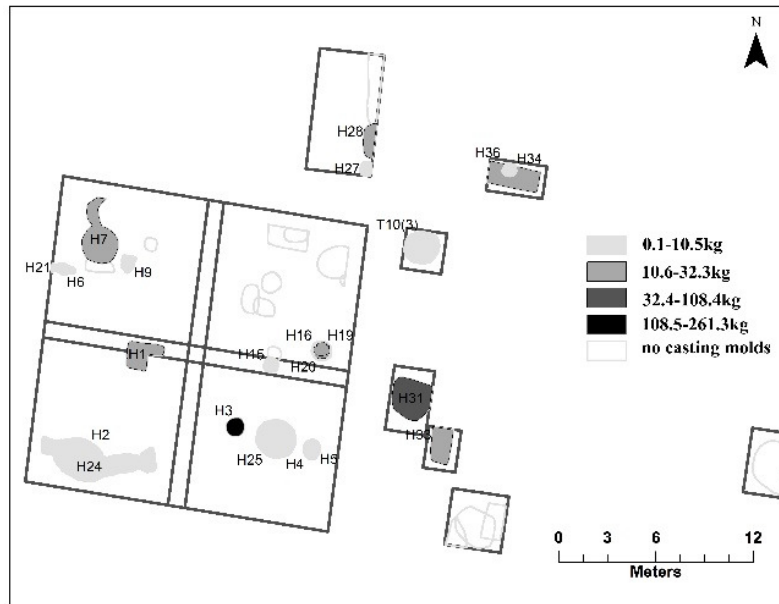 N
H28
H27
H36 H34
T10(3)
H7
H21
H6
H9
0.1-10.5kg
10.6-32.3kg
32.4-108.4kg
108.5-261.3kg
no casting molds
H16 H19
H1
H15
H20
H31
H3
H2
H25 H4 H5
H24
H33
0 3 6 12
Meters